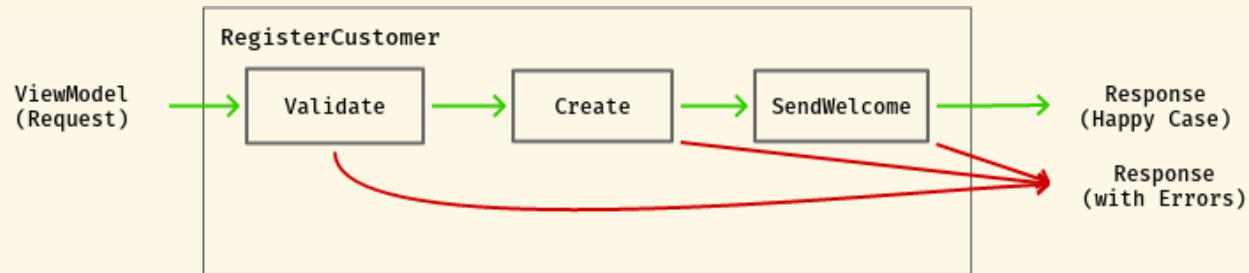 RegisterCustomer
ViewModel
(Request)
Validate
Create
SendWelcome
Response
(Happy Case)
Response
(with Errors)